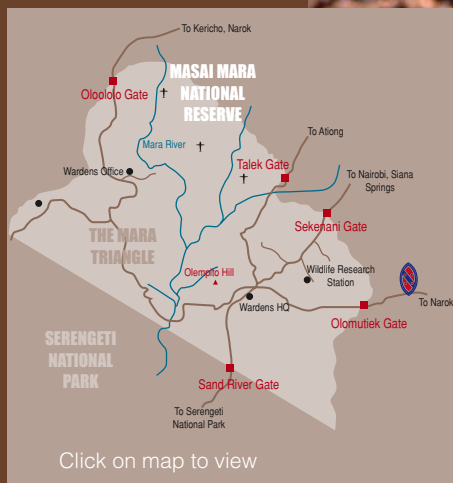 To Kericho, Narok
MASAI MARA
NATIONAL
RESERVE
Oloololo Gate
Mara River
To Ationg
Talek Gate
Wardens Office
To Nairobi, Siana
Springs
Sekenani Gate
THE MARA
TRIANGLE
Olempito Hill
Wildlife Research
Station
Wardens HQ
To Narok
Olomutiek Gate
SERENGETI
NATIONAL
PARK
Sand River Gate
To Serengeti
National Park
Click on map to view